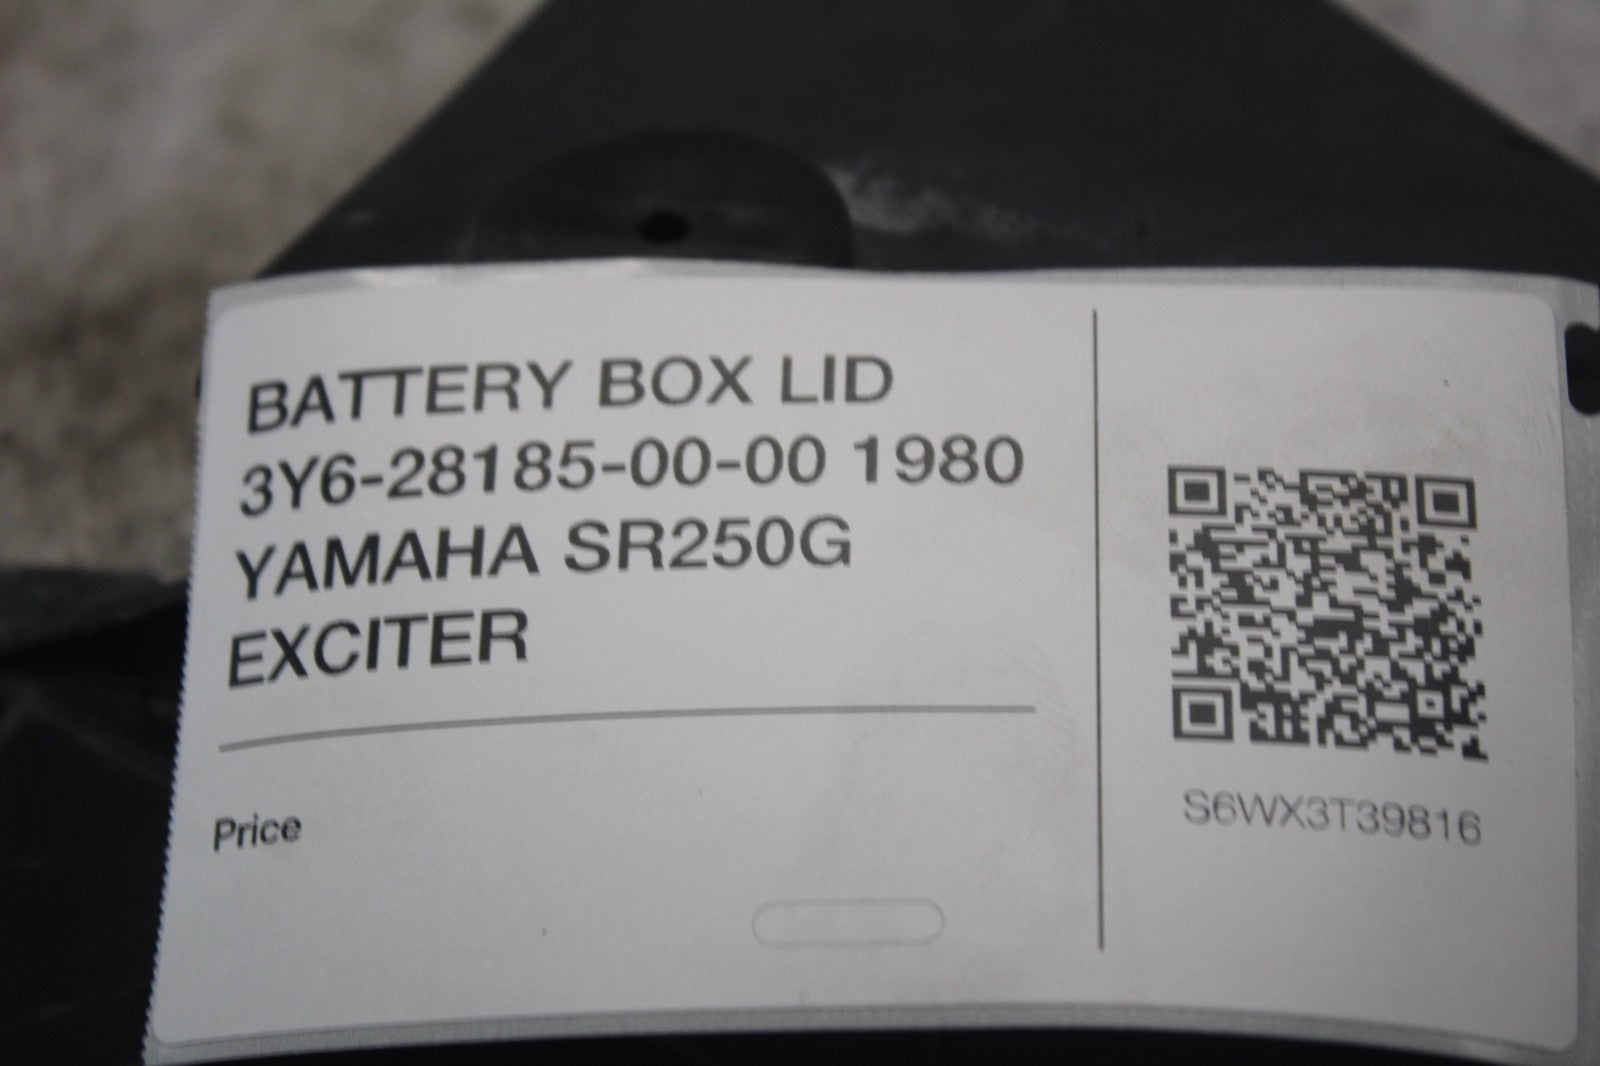 BATTERY BOX LID
3Y6-28185-00-00 1980
YAMAHA SR250G
EXCITER
Price
S6WX3T39816